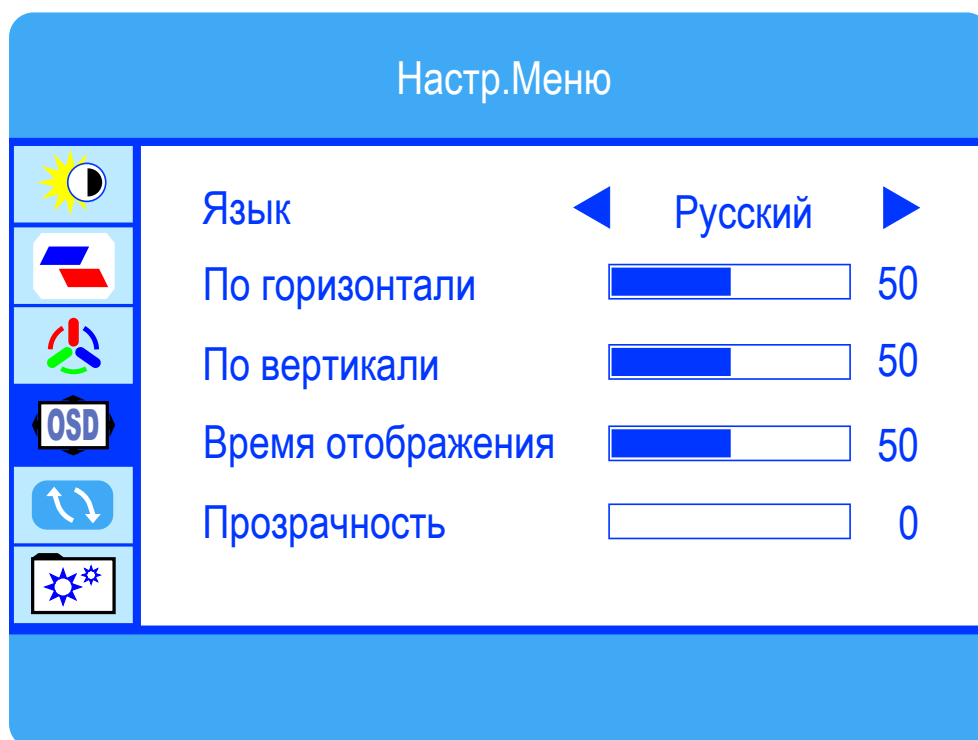 Настр.Меню
Язык Русский
По горизонтали 50
По вертикали 50
OSD
Время отображения 50
Прозрачность 0